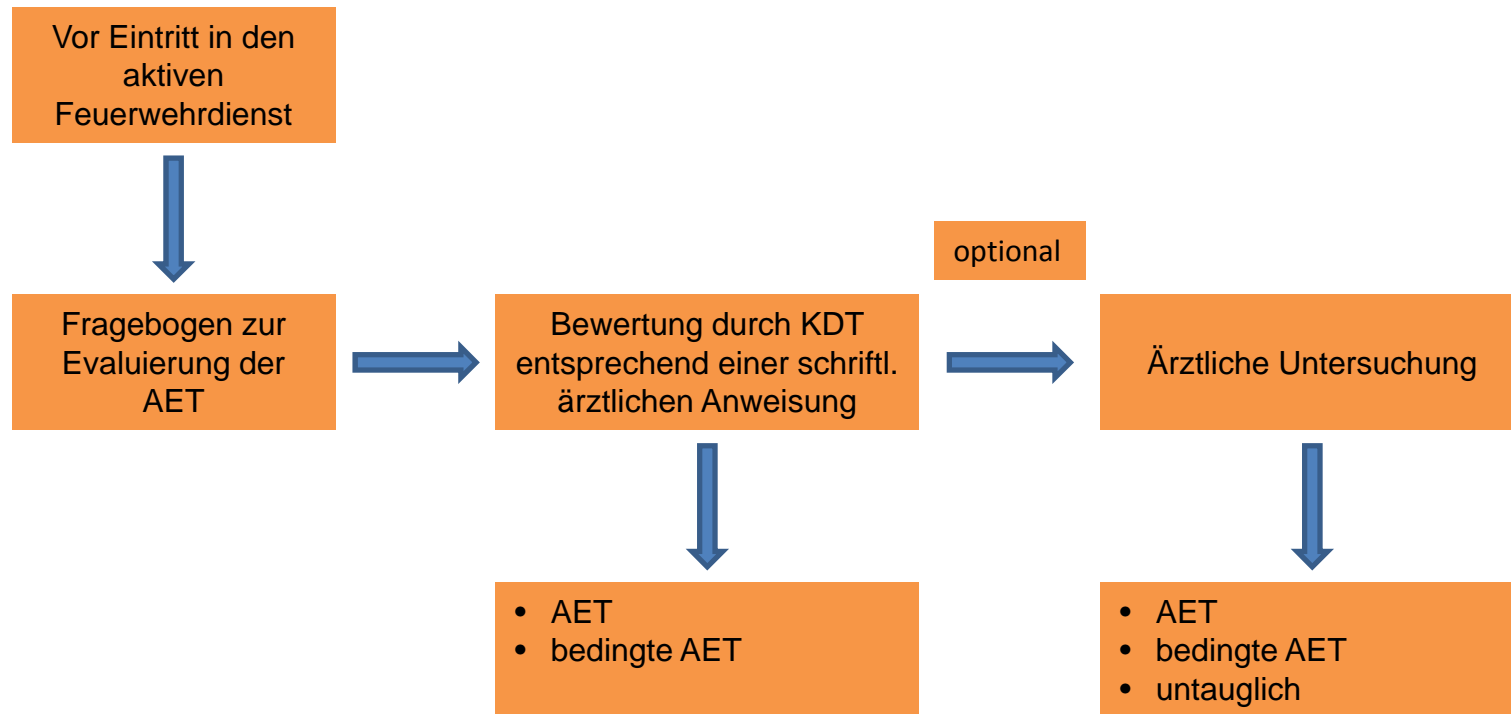 Vor Eintritt in den
aktiven
Feuerwehrdienst
optional
Fragebogen zur
Evaluierung der
AET
Bewertung durch KDT
entsprechend einer schriftl.
ärztlichen Anweisung
Ärztliche Untersuchung
• AET
• bedingte AET
• AET
• bedingte AET
• untauglich